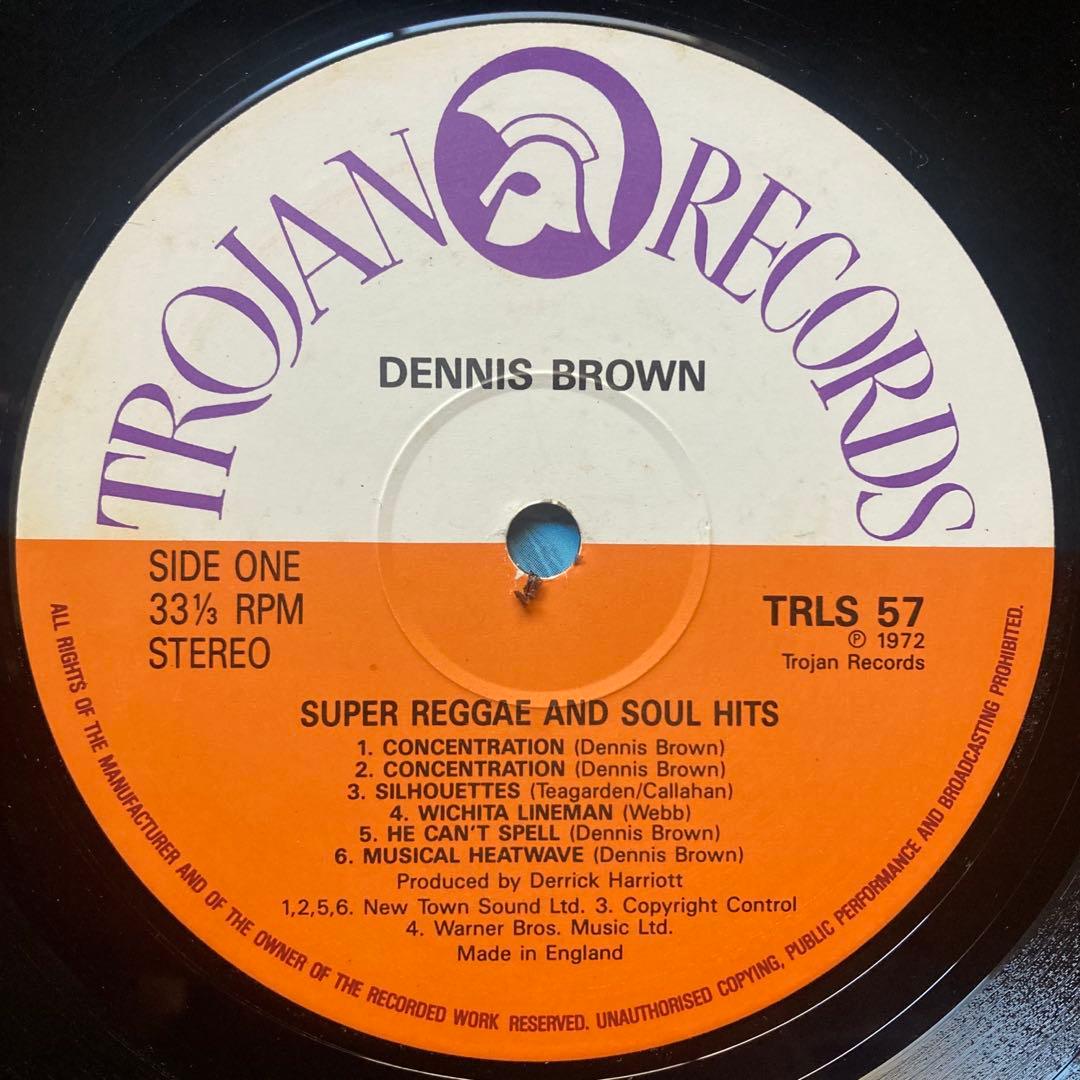 TROJAN RECORDS
DENNIS BROWN
SIDE ONE
33⅓ RPM
STEREO
TRLS 57
℗ 1972
Trojan Records
SUPER REGGAE AND SOUL HITS
1. CONCENTRATION (Dennis Brown)
2. CONCENTRATION (Dennis Brown)
3. SILHOUETTES (Teagarden/Callahan)
4. WICHITA LINEMAN (Webb)
5. HE CAN'T SPELL (Dennis Brown)
6. MUSICAL HEATWAVE (Dennis Brown)
Produced by Derrick Harriott
1,2,5,6. New Town Sound Ltd. 3. Copyright Control
4. Warner Bros. Music Ltd.
Made in England
ALL RIGHTS OF THE MANUFACTURER AND OF THE OWNER OF THE RECORDED WORK RESERVED. UNAUTHORISED COPYING, PUBLIC PERFORMANCE AND BROADCASTING PROHIBITED.